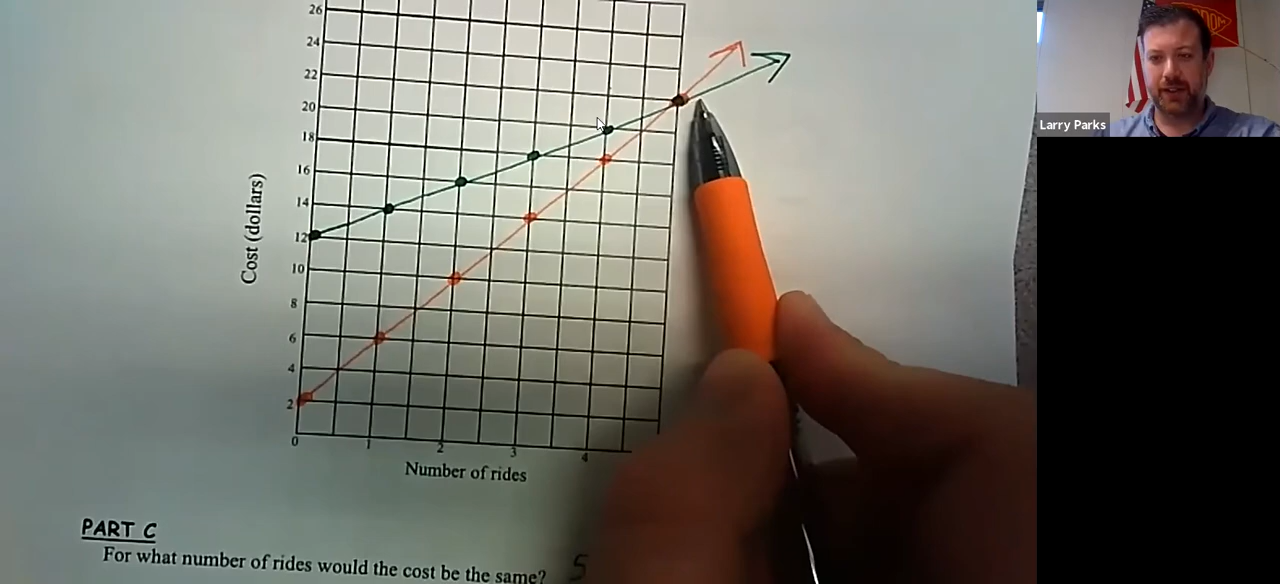 26
24
22
20
18
16
14
12
10
8
6
4
2
0 1 2 3 4
Cost (dollars)
Number of rides
PART C
For what number of rides would the cost be the same? 5
Larry Parks